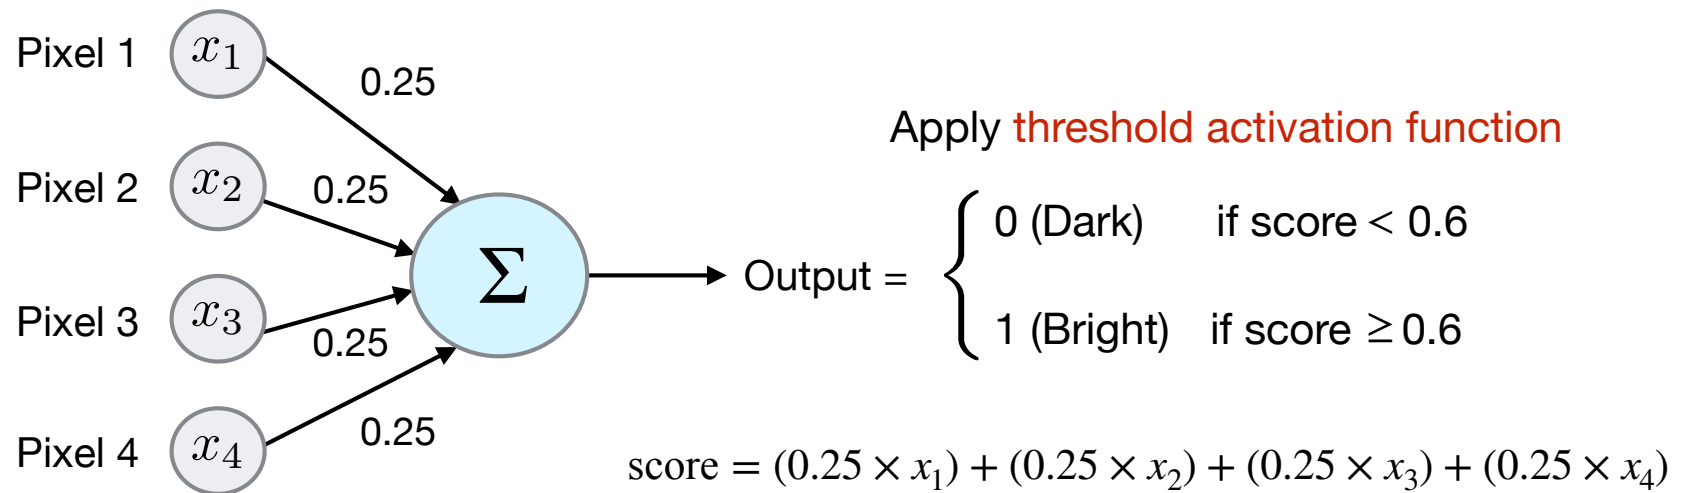 Pixel 1 x₁ 0.25
Apply threshold activation function
Pixel 2 x₂ 0.25
0 (Dark) if score < 0.6
Σ
Output =
1 (Bright) if score ≥ 0.6
Pixel 3 x₃ 0.25
Pixel 4 x₄ 0.25
score = (0.25 × x₁) + (0.25 × x₂) + (0.25 × x₃) + (0.25 × x₄)